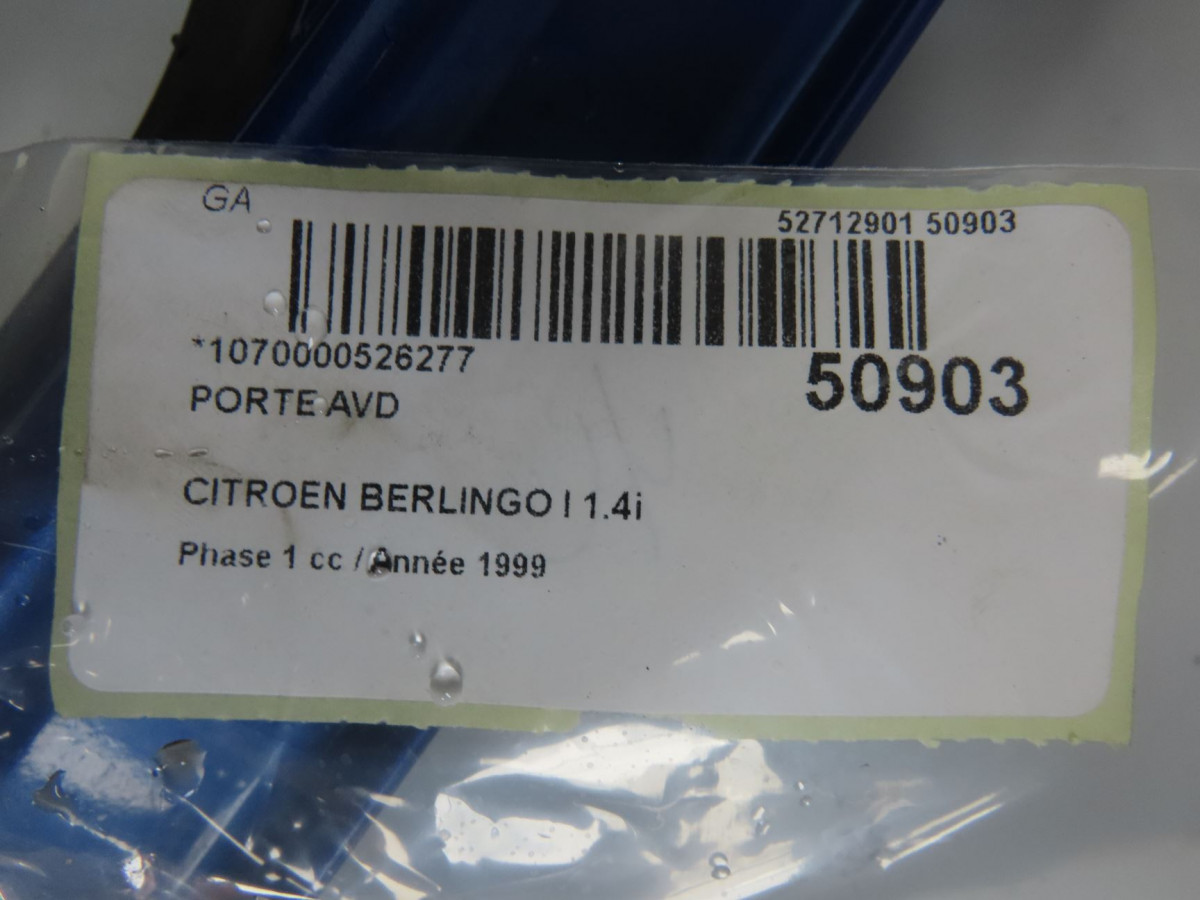 GA
52712901 50903
*1070000526277
50903
PORTE AVD
CITROEN BERLINGO I 1.4i
Phase 1 cc / Année 1999